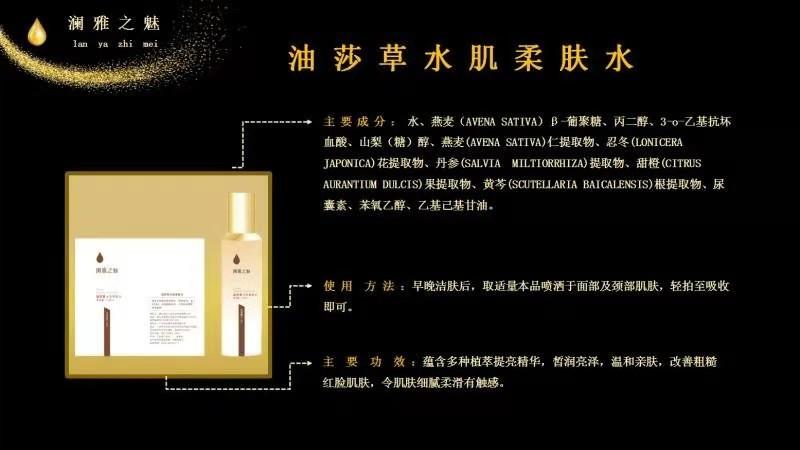 澜雅之魅
lan ya zhi mei
油莎草水肌柔肤水
主要成分：水、燕麦（AVENA SATIVA）β-葡聚糖、丙二醇、3-o-乙基抗坏
血酸、山梨（糖）醇、燕麦(AVENA SATIVA)仁提取物、忍冬(LONICERA
JAPONICA)花提取物、丹参(SALVIA MILTIORRHIZA)提取物、甜橙(CITRUS
AURANTIUM DULCIS)果提取物、黄芩(SCUTELLARIA BAICALENSIS)根提取物、尿
囊素、苯氧乙醇、乙基己基甘油。
澜雅之魅
澜雅之魅
使用方法：早晚洁肤后，取适量本品喷洒于面部及颈部肌肤，轻拍至吸收
即可。
主要功效：蕴含多种植萃提亮精华，皙润亮泽，温和亲肤，改善粗糙
红脸肌肤，令肌肤细腻柔滑有触感。